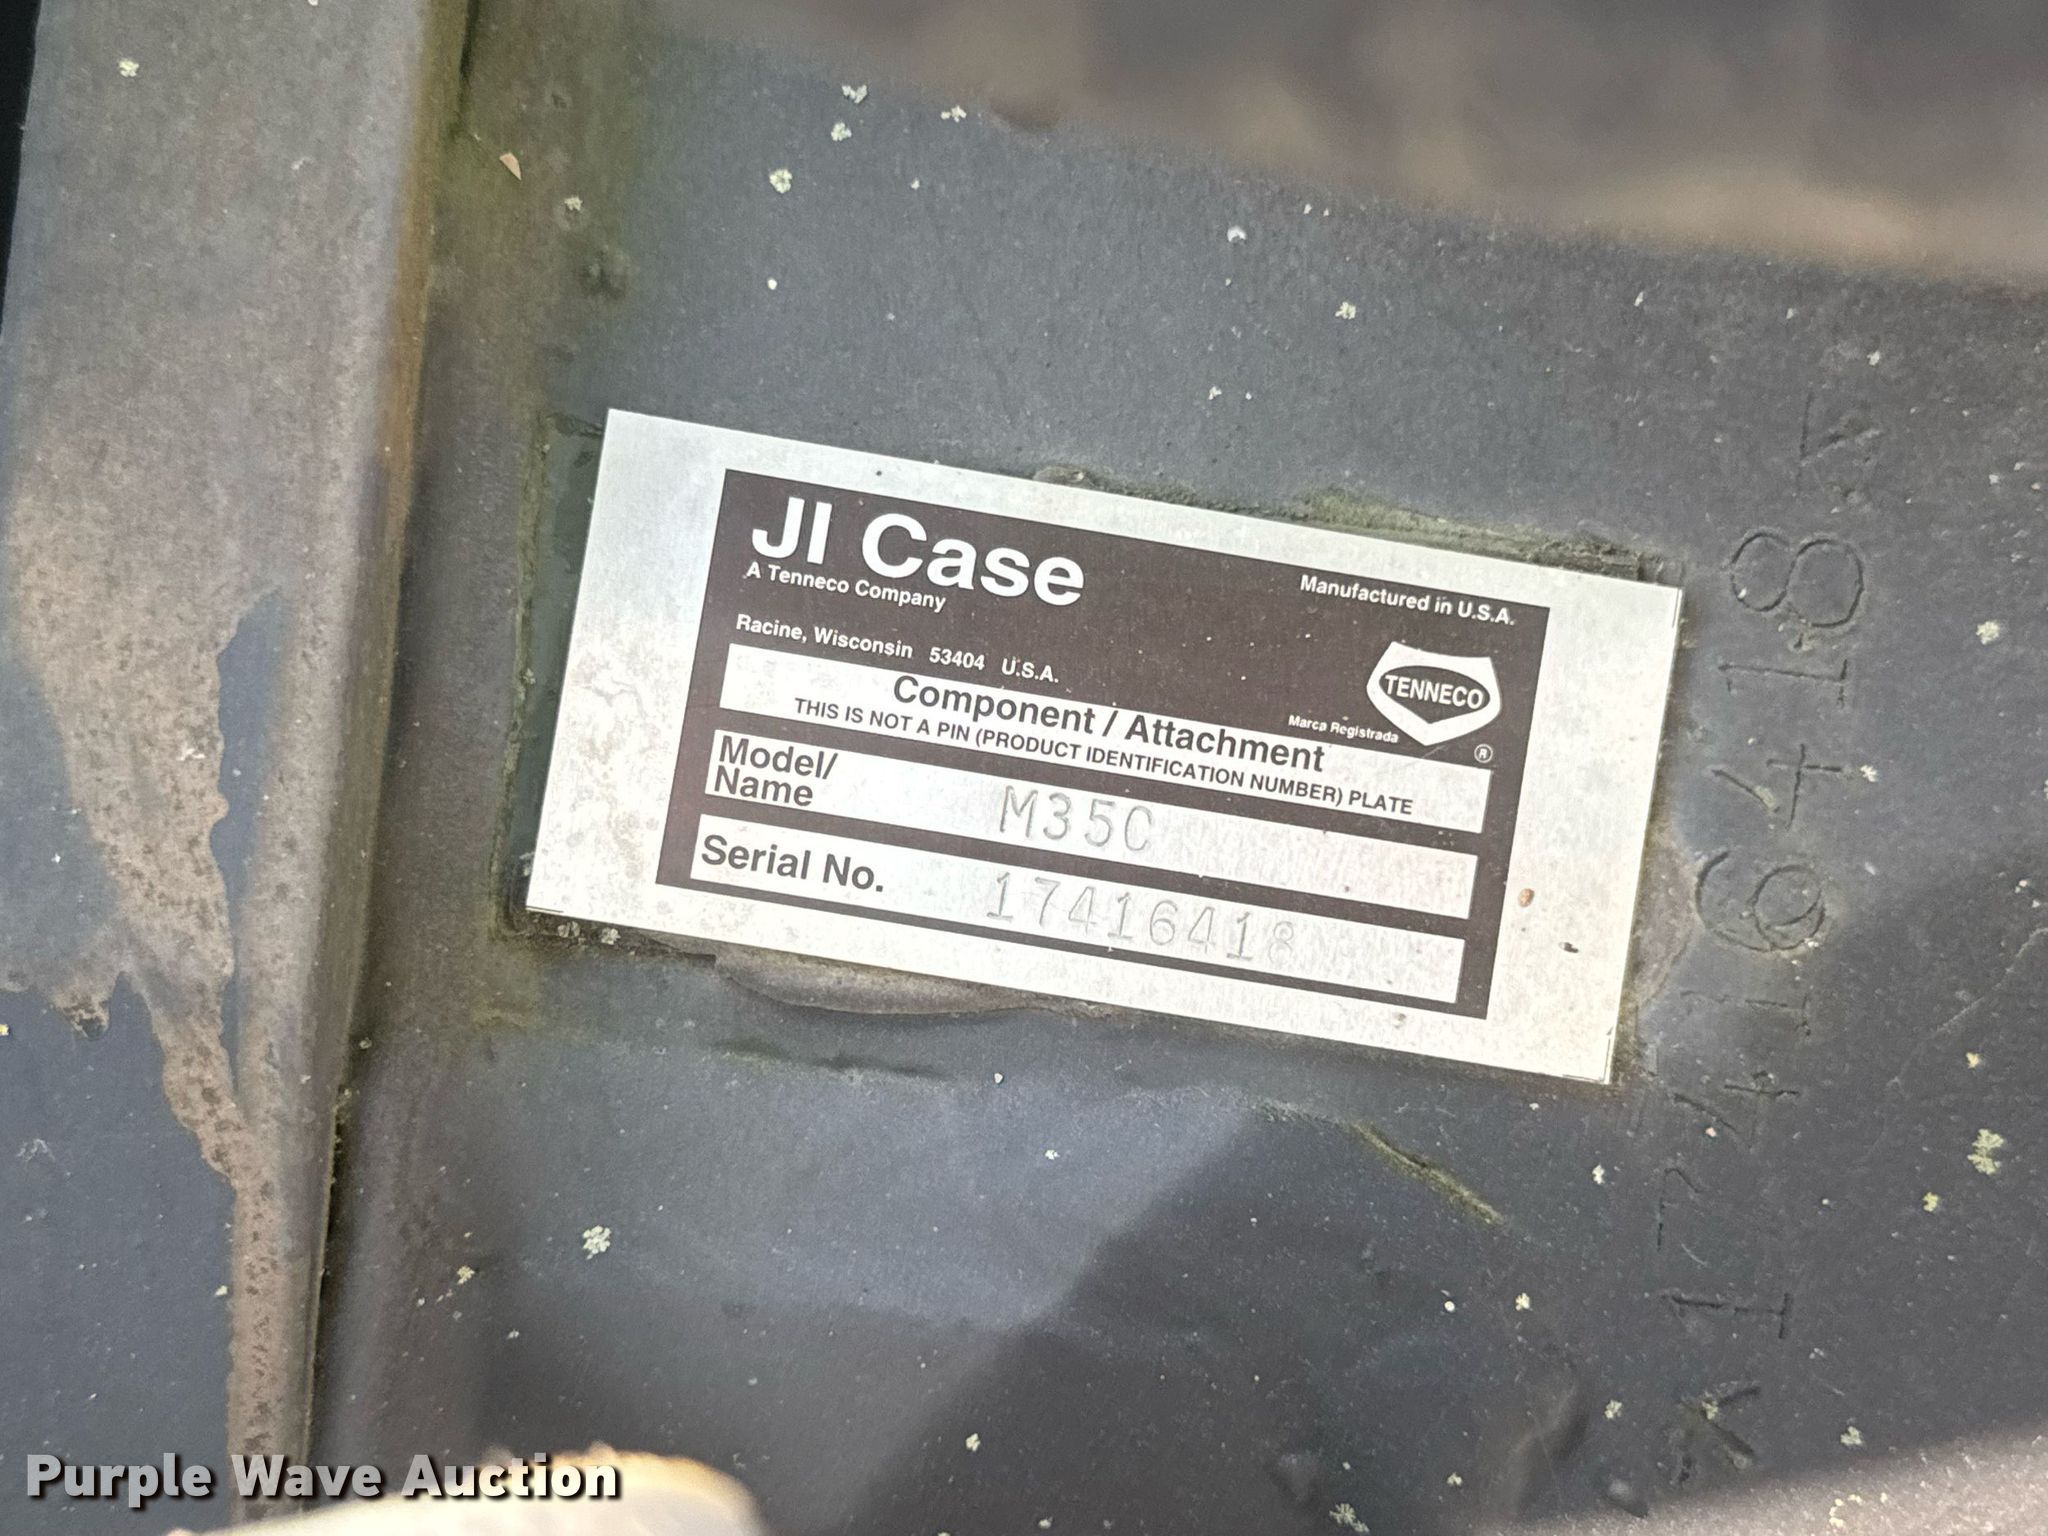 JI Case
A Tenneco Company
Manufactured in U.S.A.
Racine, Wisconsin 53404 U.S.A.
TENNECO
Marca Registrada ®
Component / Attachment
THIS IS NOT A PIN (PRODUCT IDENTIFICATION NUMBER) PLATE
Model/
Name M35C
Serial No. 17416418
17416418
Purple Wave Auction